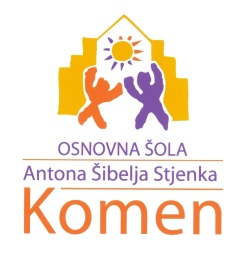 OSNOVNA ŠOLA
Antona Šibelja Stjenka
Komen